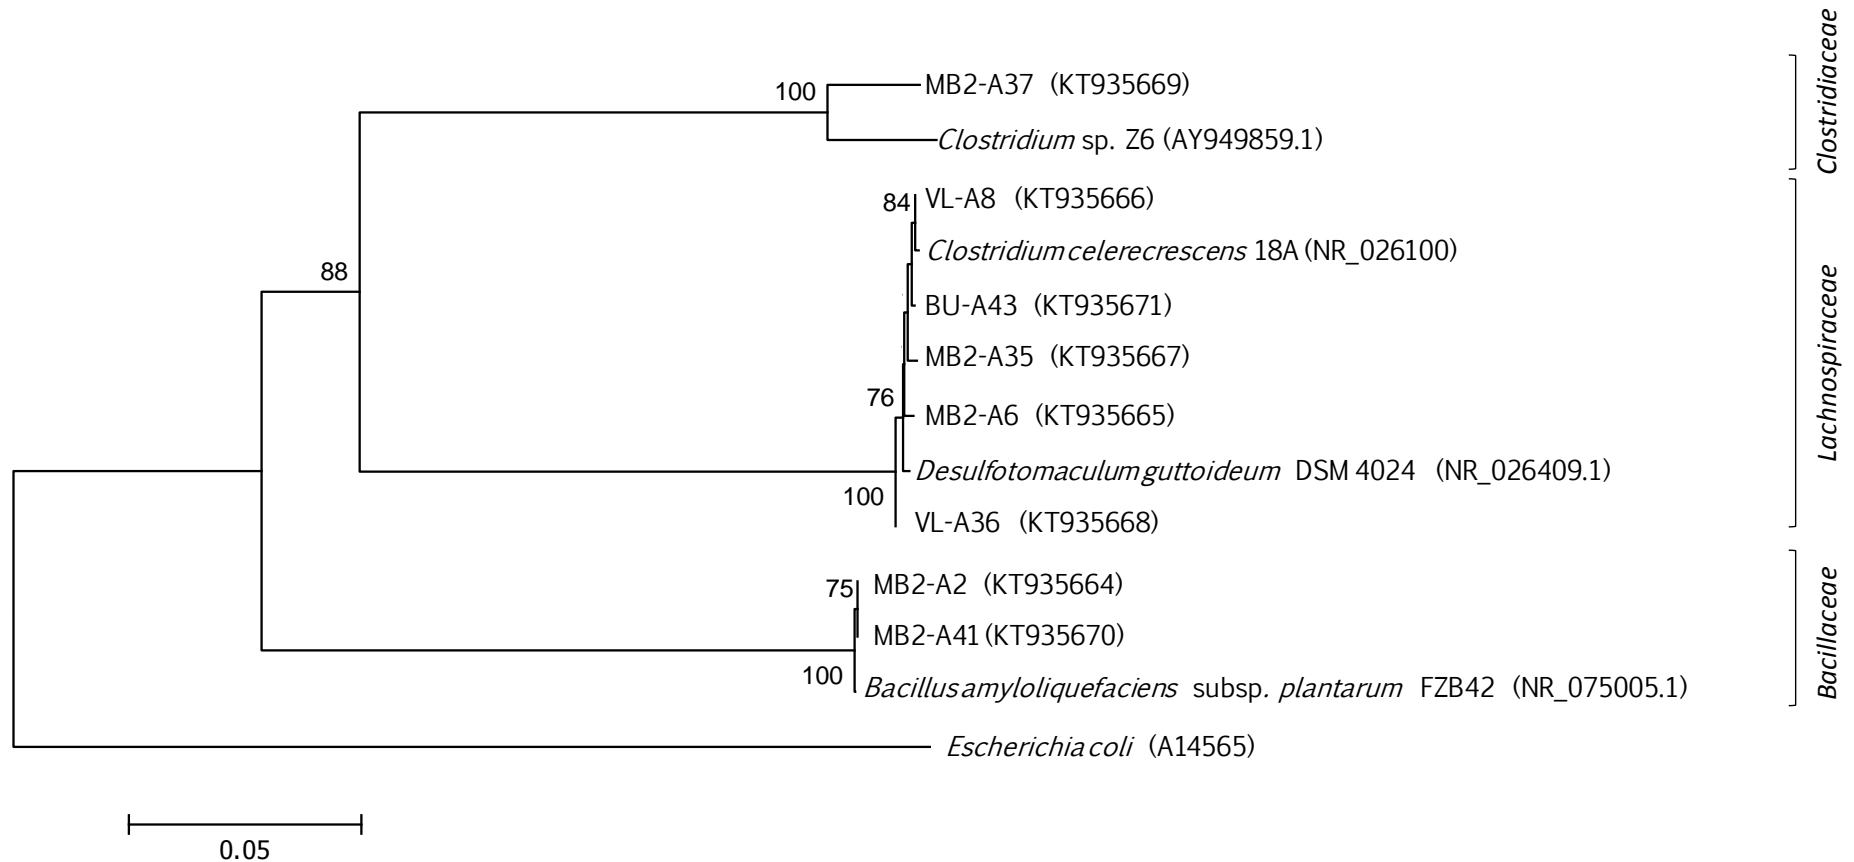 100
MB2-A37 (KT935669)
Clostridium sp. Z6 (AY949859.1)
Clostridiaceae
84
VL-A8 (KT935666)
Clostridium celerecrescens 18A (NR_026100)
88
BU-A43 (KT935671)
MB2-A35 (KT935667)
76
MB2-A6 (KT935665)
Desulfotomaculum guttoideum DSM 4024 (NR_026409.1)
100
VL-A36 (KT935668)
Lachnospiraceae
75
MB2-A2 (KT935664)
MB2-A41 (KT935670)
100
Bacillus amyloliquefaciens subsp. plantarum FZB42 (NR_075005.1)
Bacillaceae
Escherichia coli (A14565)
0.05